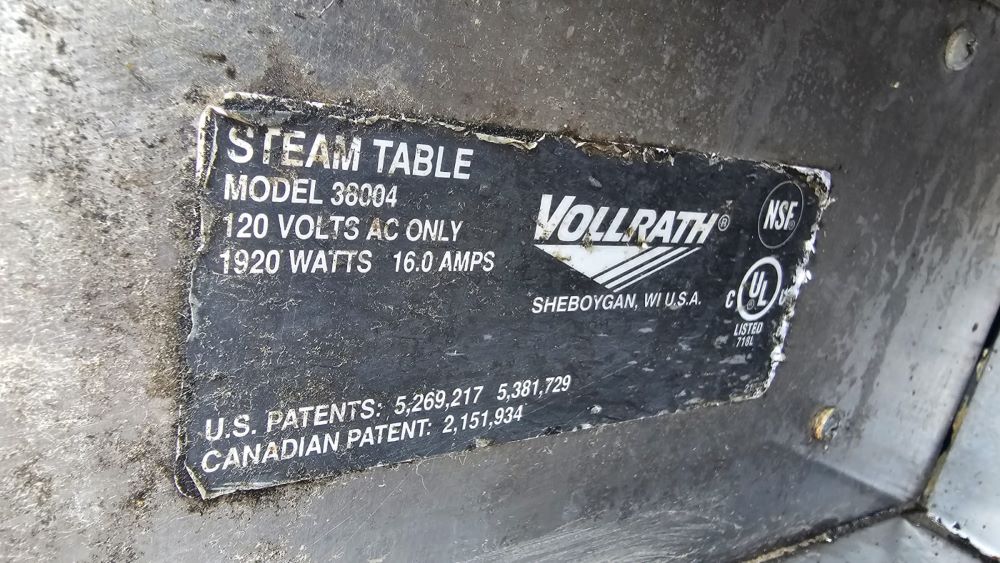 STEAM TABLE
MODEL 38004
120 VOLTS AC ONLY
1920 WATTS 16.0 AMPS
VOLLRATH®
SHEBOYGAN, WI U.S.A.
NSF
C UL
LISTED
718L
U.S. PATENTS: 5,269,217 5,381,729
CANADIAN PATENT: 2,151,934